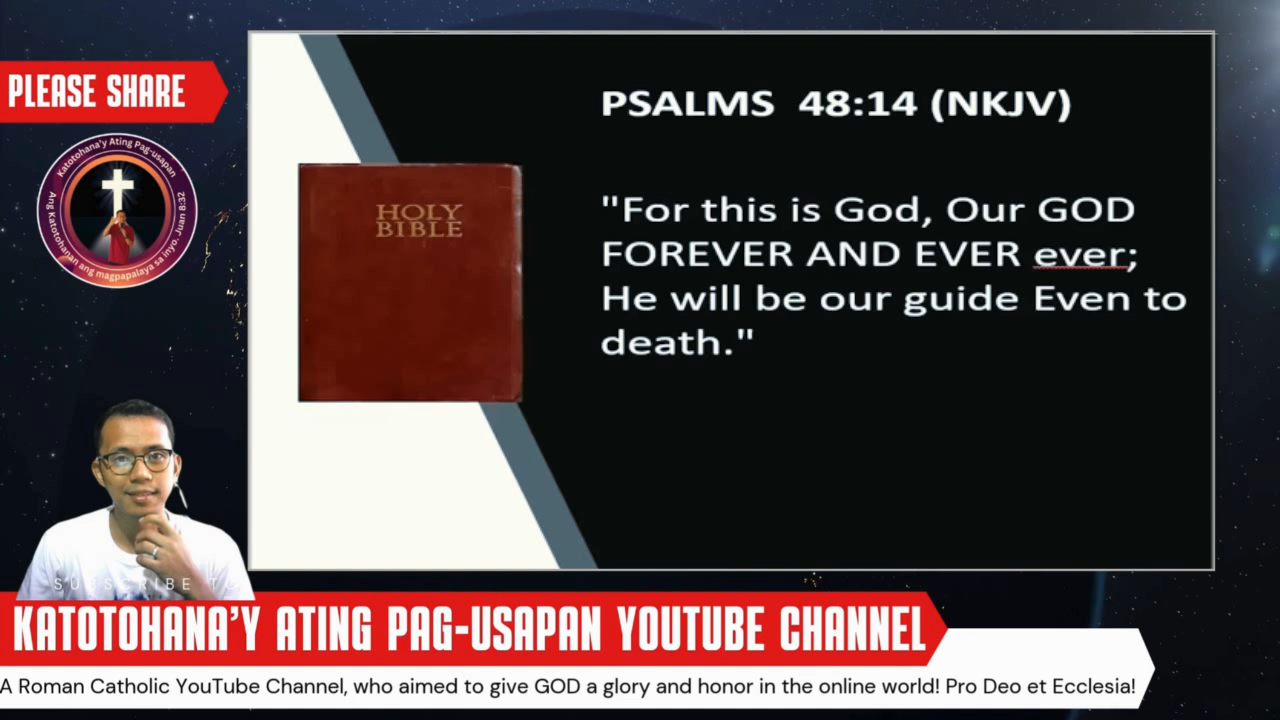 PLEASE SHARE
Katotohana'y Ating Pag-usapan
Ang Katotohanan ang magpapalaya sa inyo. Juan 8:32
PSALMS 48:14 (NKJV)
"For this is God, Our GOD
FOREVER AND EVER ever;
He will be our guide Even to
death."
HOLY
BIBLE
SUBSCRIBE TO
KATOTOHANA'Y ATING PAG-USAPAN YOUTUBE CHANNEL
A Roman Catholic YouTube Channel, who aimed to give GOD a glory and honor in the online world! Pro Deo et Ecclesia!